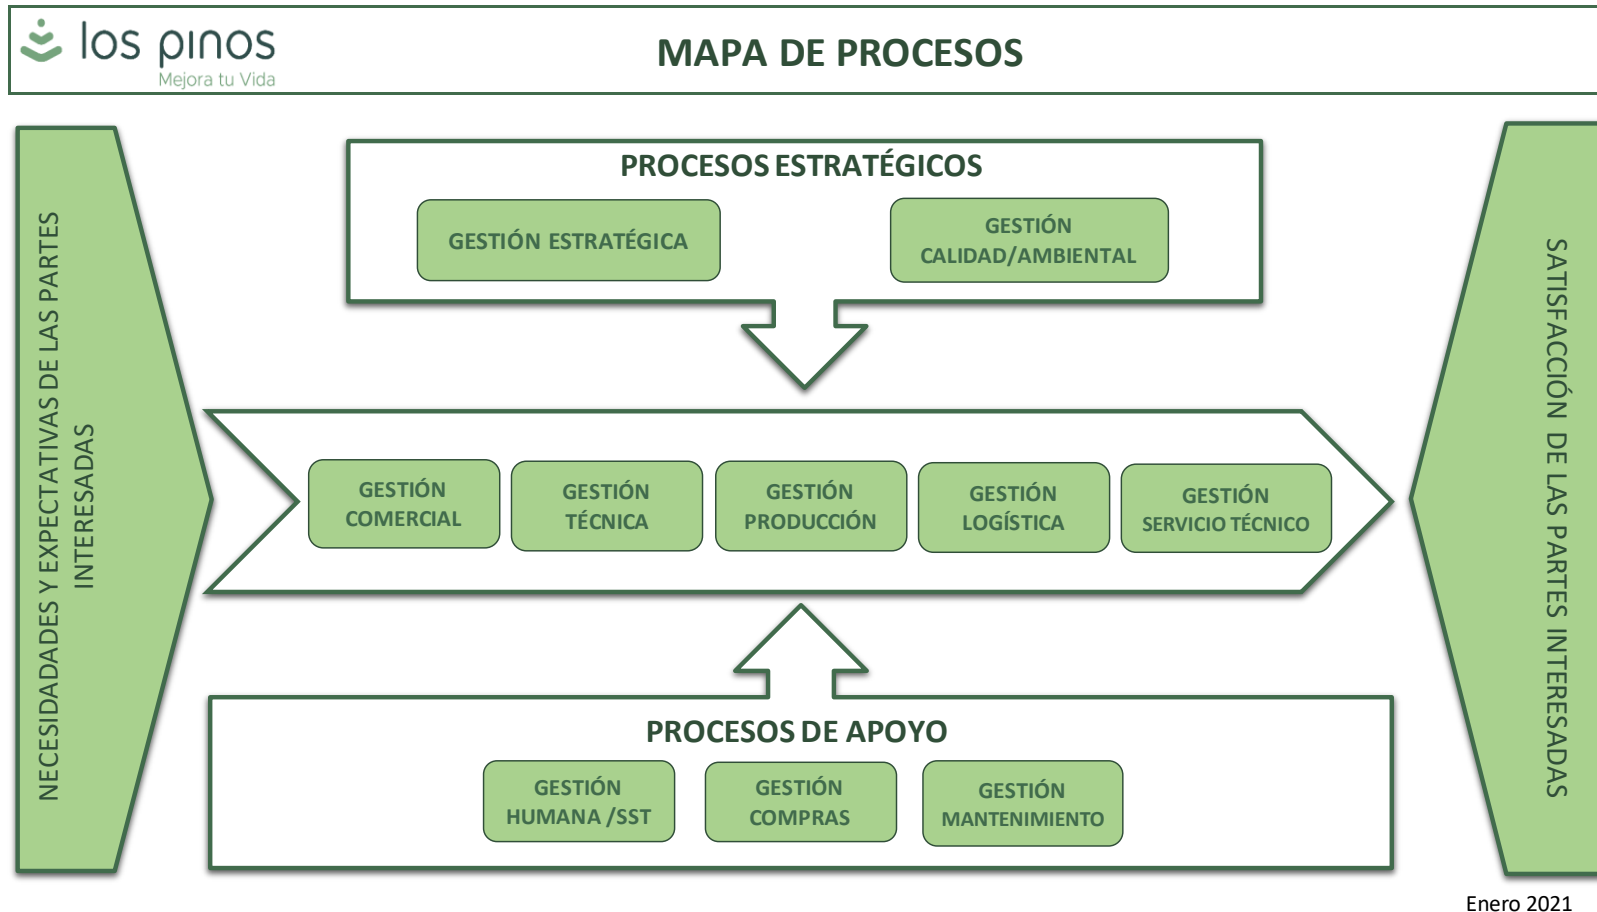 los pinos
Mejora tu Vida
MAPA DE PROCESOS
NECESIDADADES Y EXPECTATIVAS DE LAS PARTES
INTERESADAS
PROCESOS ESTRATÉGICOS
GESTIÓN ESTRATÉGICA
GESTIÓN
CALIDAD/AMBIENTAL
GESTIÓN
COMERCIAL
GESTIÓN
TÉCNICA
GESTIÓN
PRODUCCIÓN
GESTIÓN
LOGÍSTICA
GESTIÓN
SERVICIO TÉCNICO
PROCESOS DE APOYO
GESTIÓN
HUMANA /SST
GESTIÓN
COMPRAS
GESTIÓN
MANTENIMIENTO
SATISFACCIÓN DE LAS PARTES INTERESADAS
Enero 2021